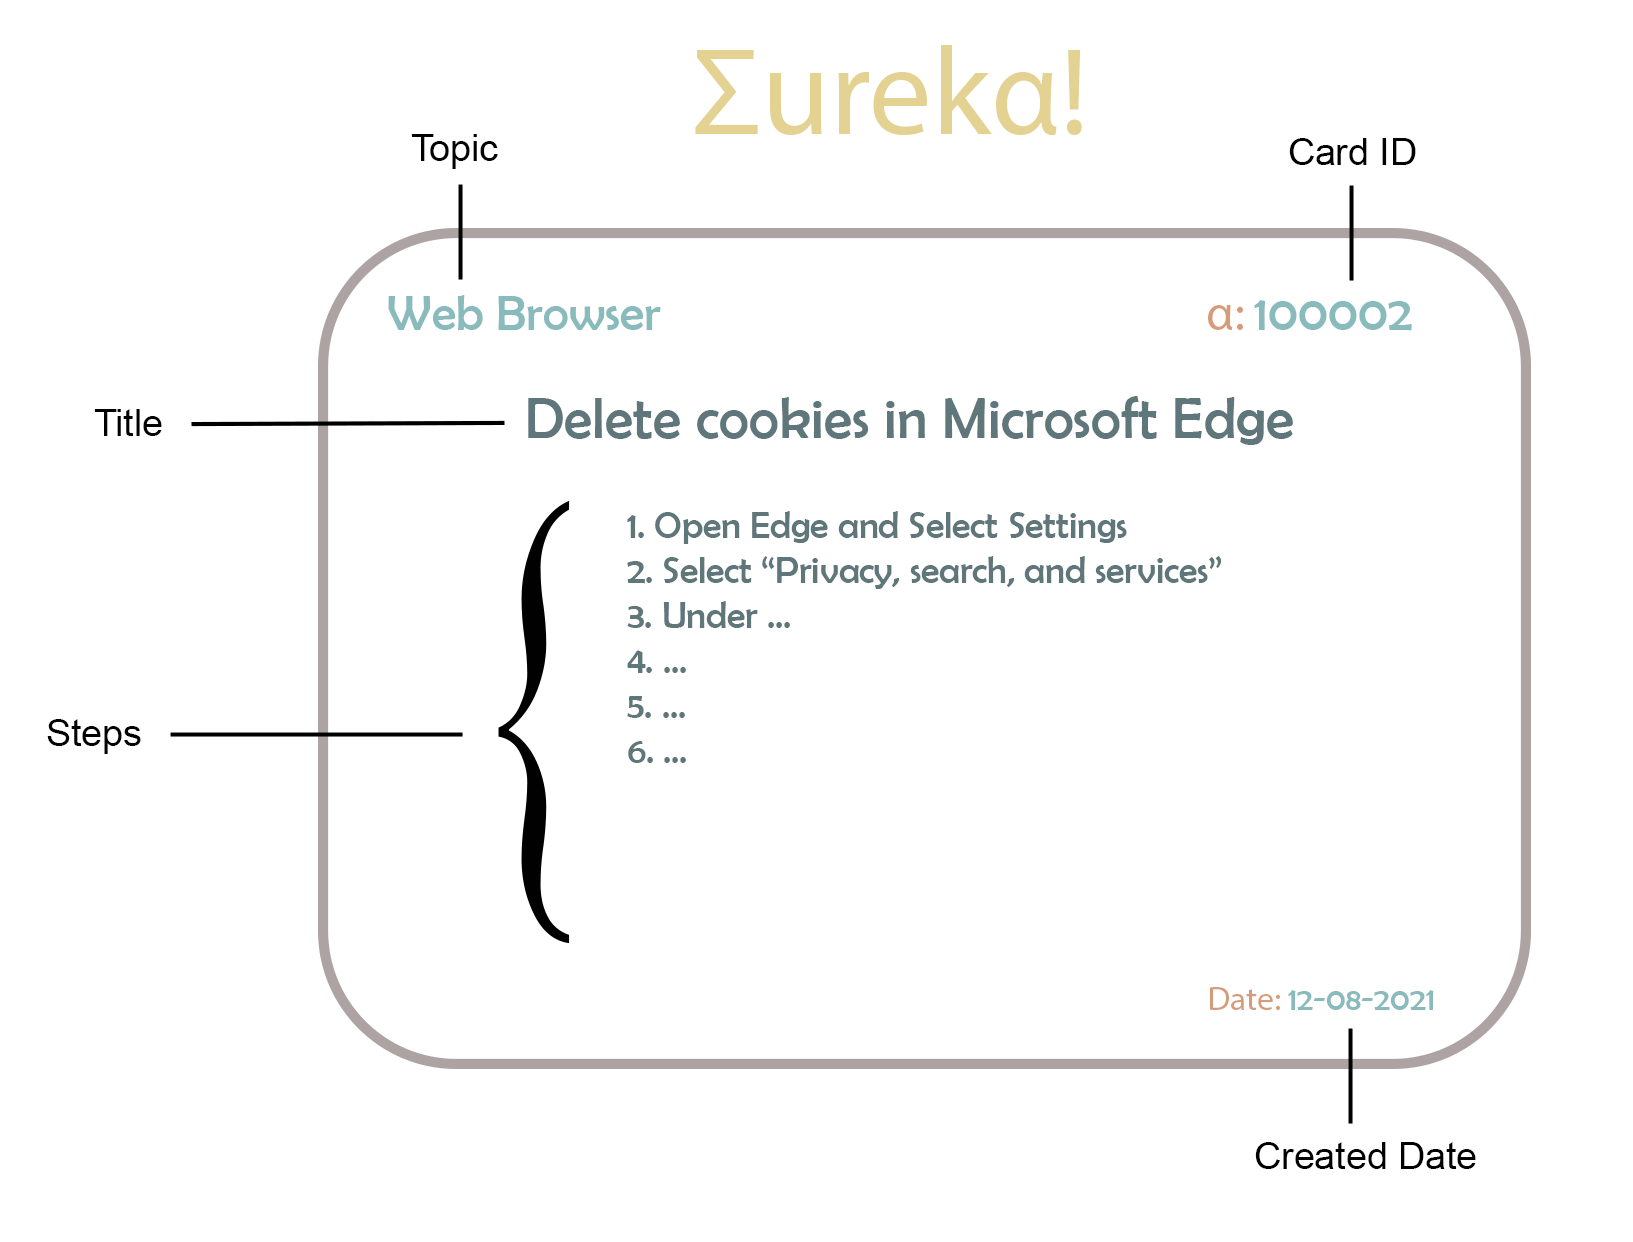 Σureka!
Topic
Card ID
Web Browser
α: 100002
Title
Delete cookies in Microsoft Edge
1. Open Edge and Select Settings
2. Select “Privacy, search, and services”
3. Under ...
4. ...
5. ...
6. ...
Steps
Date: 12-08-2021
Created Date